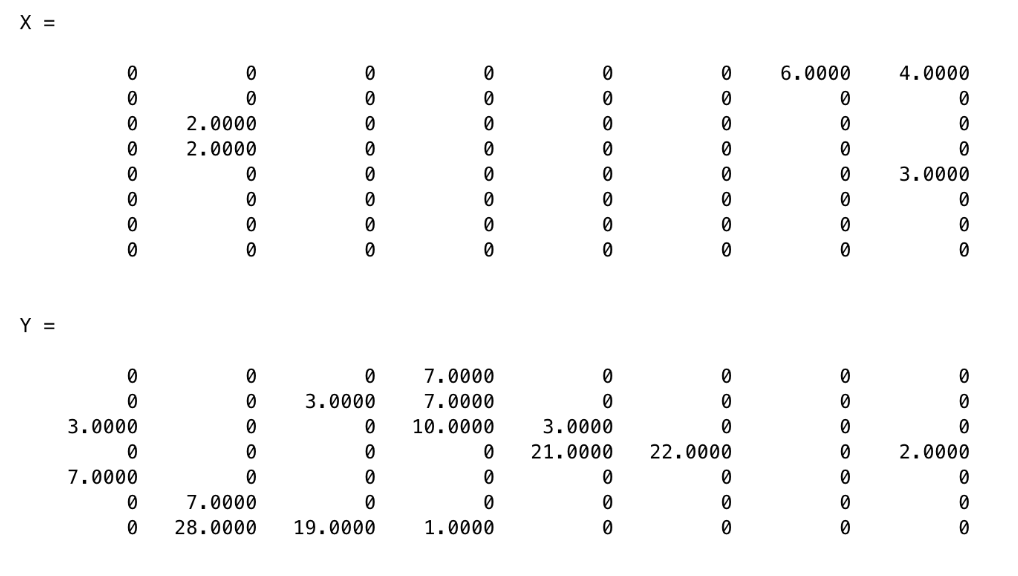 X =
0 0 0 0 0 0 6.0000 4.0000
0 0 0 0 0 0 0 0
0 2.0000 0 0 0 0 0 0
0 2.0000 0 0 0 0 0 0
0 0 0 0 0 0 0 3.0000
0 0 0 0 0 0 0 0
0 0 0 0 0 0 0 0
0 0 0 0 0 0 0 0
Y =
0 0 0 7.0000 0 0 0 0
0 0 3.0000 7.0000 0 0 0 0
3.0000 0 0 10.0000 3.0000 0 0 0
0 0 0 0 21.0000 22.0000 0 2.0000
7.0000 0 0 0 0 0 0 0
0 7.0000 0 0 0 0 0 0
0 28.0000 19.0000 1.0000 0 0 0 0